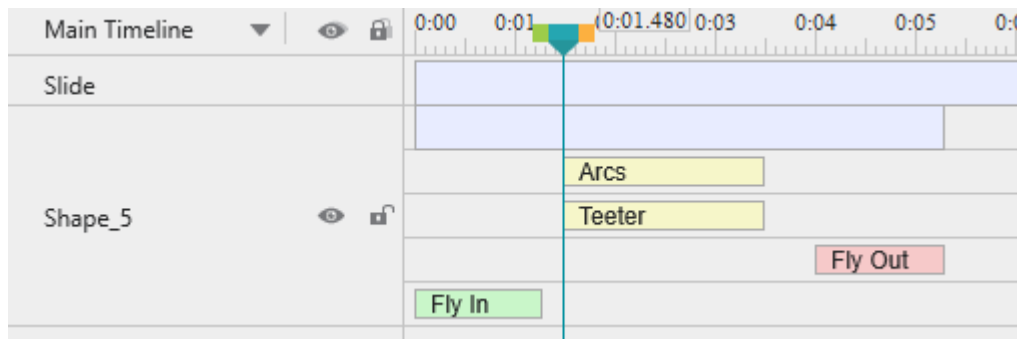 Main Timeline 0:00 0:01 0:01.480 0:03 0:04 0:05
Slide
Arcs
Shape_5 Teeter
Fly Out
Fly In